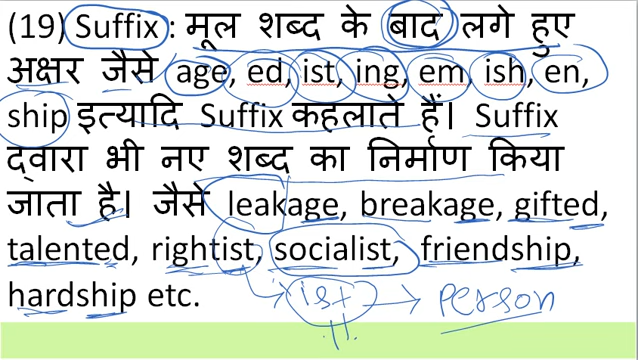 (19) Suffix : मूल शब्द के बाद लगे हुए
अक्षर जैसे age, ed, ist, ing, em, ish, en,
ship इत्यादि Suffix कहलाते हैं। Suffix
द्वारा भी नए शब्द का निर्माण किया
जाता है। जैसे leakage, breakage, gifted,
talented, rightist, socialist, friendship,
hardship etc. ist → person